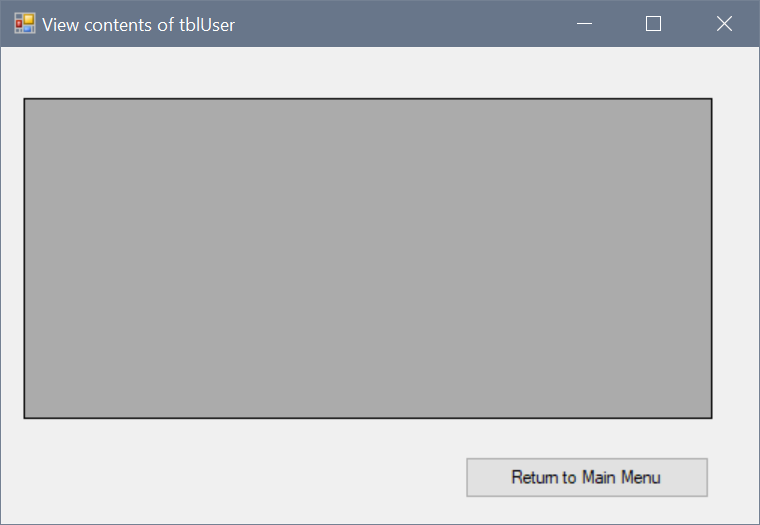 View contents of tblUser
Return to Main Menu